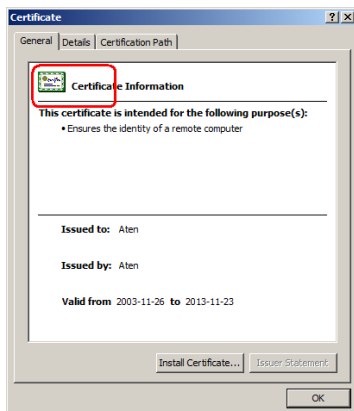 Certificate
General Details Certification Path
Certificate Information
This certificate is intended for the following purpose(s):
• Ensures the identity of a remote computer
Issued to: Aten
Issued by: Aten
Valid from 2003-11-26 to 2013-11-23
Install Certificate... Issuer Statement
OK